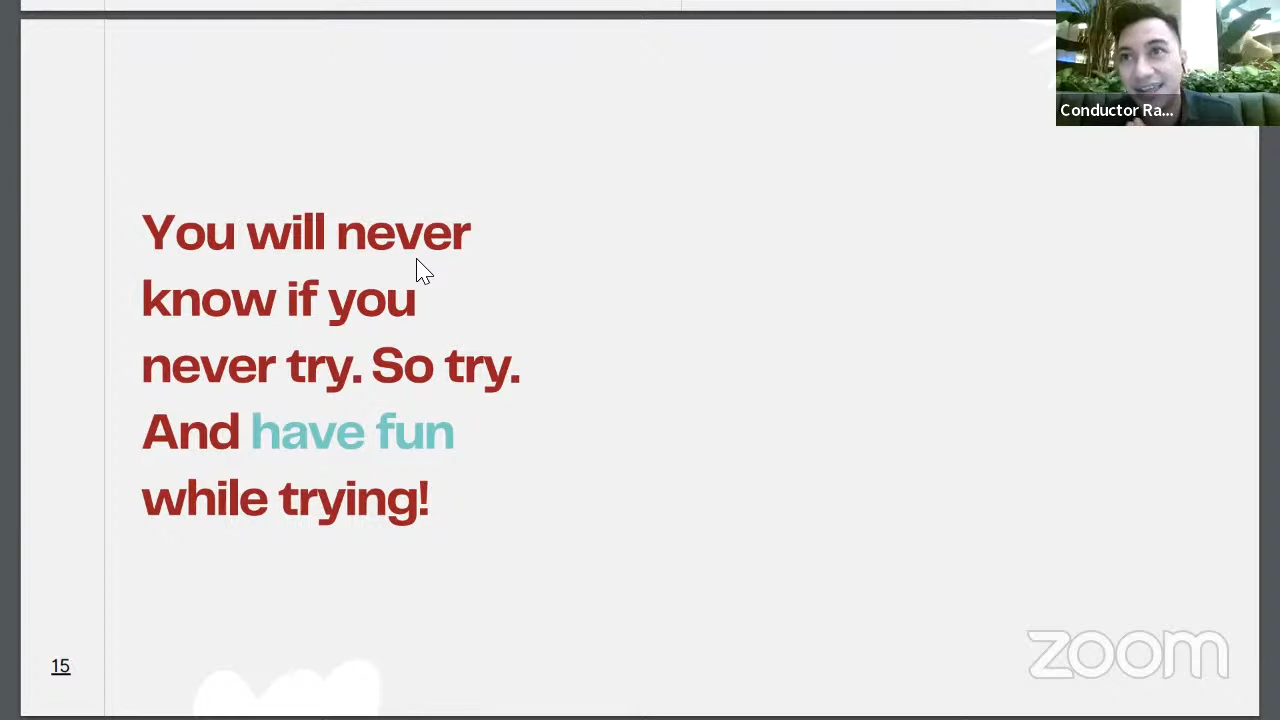 Conductor Ra...
You will never
know if you
never try. So try.
And have fun
while trying!
15
zoom